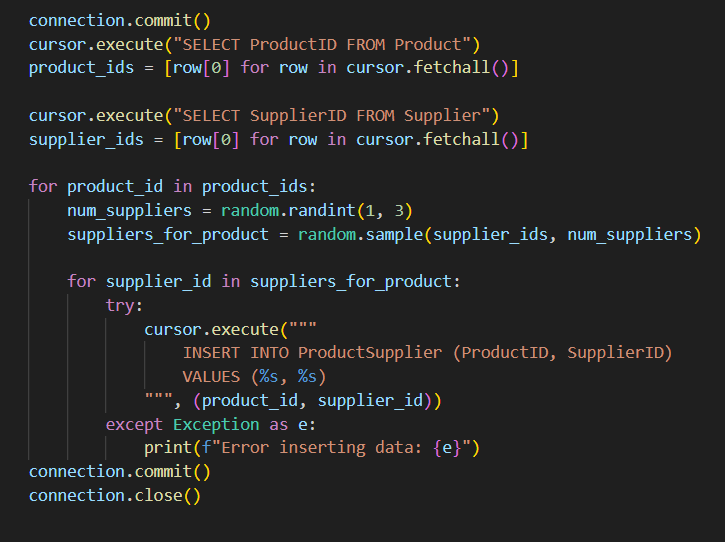 connection.commit()
cursor.execute("SELECT ProductID FROM Product")
product_ids = [row[0] for row in cursor.fetchall()]

cursor.execute("SELECT SupplierID FROM Supplier")
supplier_ids = [row[0] for row in cursor.fetchall()]

for product_id in product_ids:
    num_suppliers = random.randint(1, 3)
    suppliers_for_product = random.sample(supplier_ids, num_suppliers)

    for supplier_id in suppliers_for_product:
        try:
            cursor.execute("""
                INSERT INTO ProductSupplier (ProductID, SupplierID)
                VALUES (%s, %s)
            """, (product_id, supplier_id))
        except Exception as e:
            print(f"Error inserting data: {e}")
connection.commit()
connection.close()